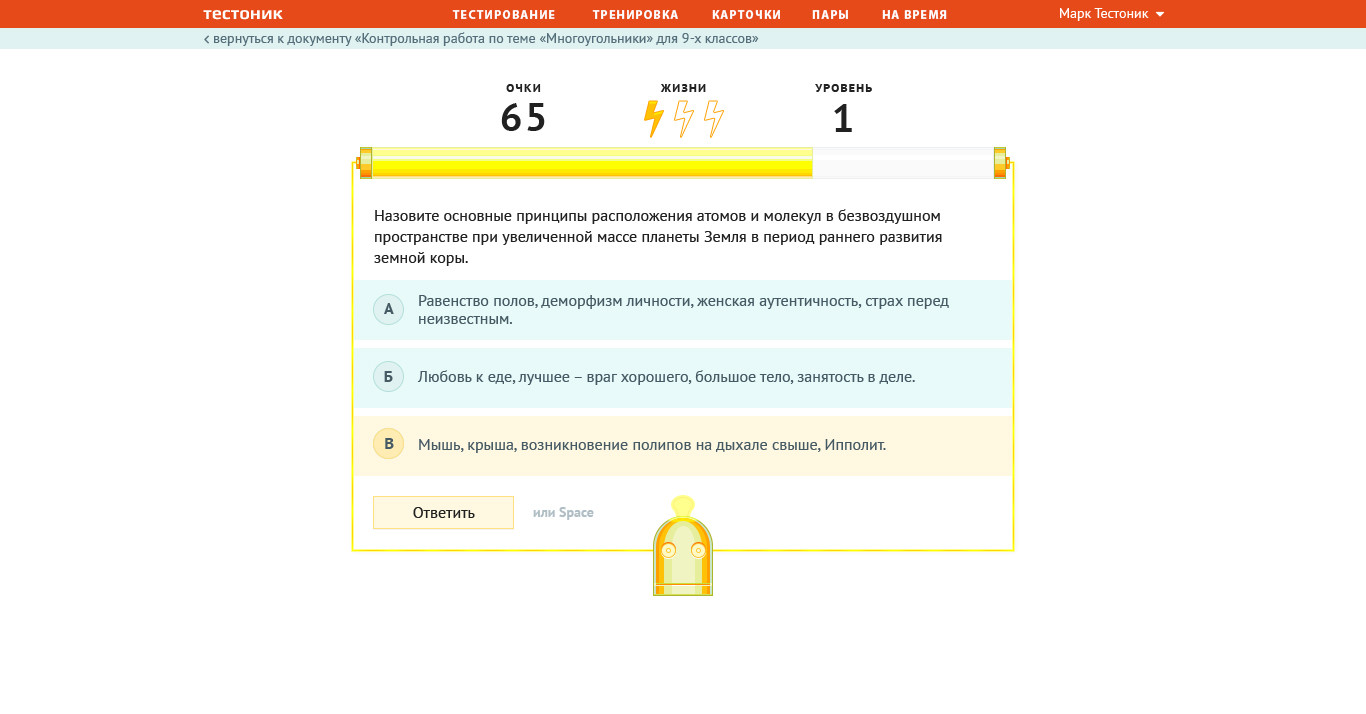 тестоник ТЕСТИРОВАНИЕ ТРЕНИРОВКА КАРТОЧКИ ПАРЫ НА ВРЕМЯ Марк Тестоник
вернуться к документу «Контрольная работа по теме «Многоугольники» для 9-х классов»
ОЧКИ ЖИЗНИ УРОВЕНЬ
65 1
Назовите основные принципы расположения атомов и молекул в безвоздушном
пространстве при увеличенной массе планеты Земля в период раннего развития
земной коры.
А Равенство полов, деморфизм личности, женская аутентичность, страх перед
неизвестным.
Б Любовь к еде, лучшее – враг хорошего, большое тело, занятость в деле.
В Мышь, крыша, возникновение полипов на дыхале свыше, Ипполит.
Ответить или Space